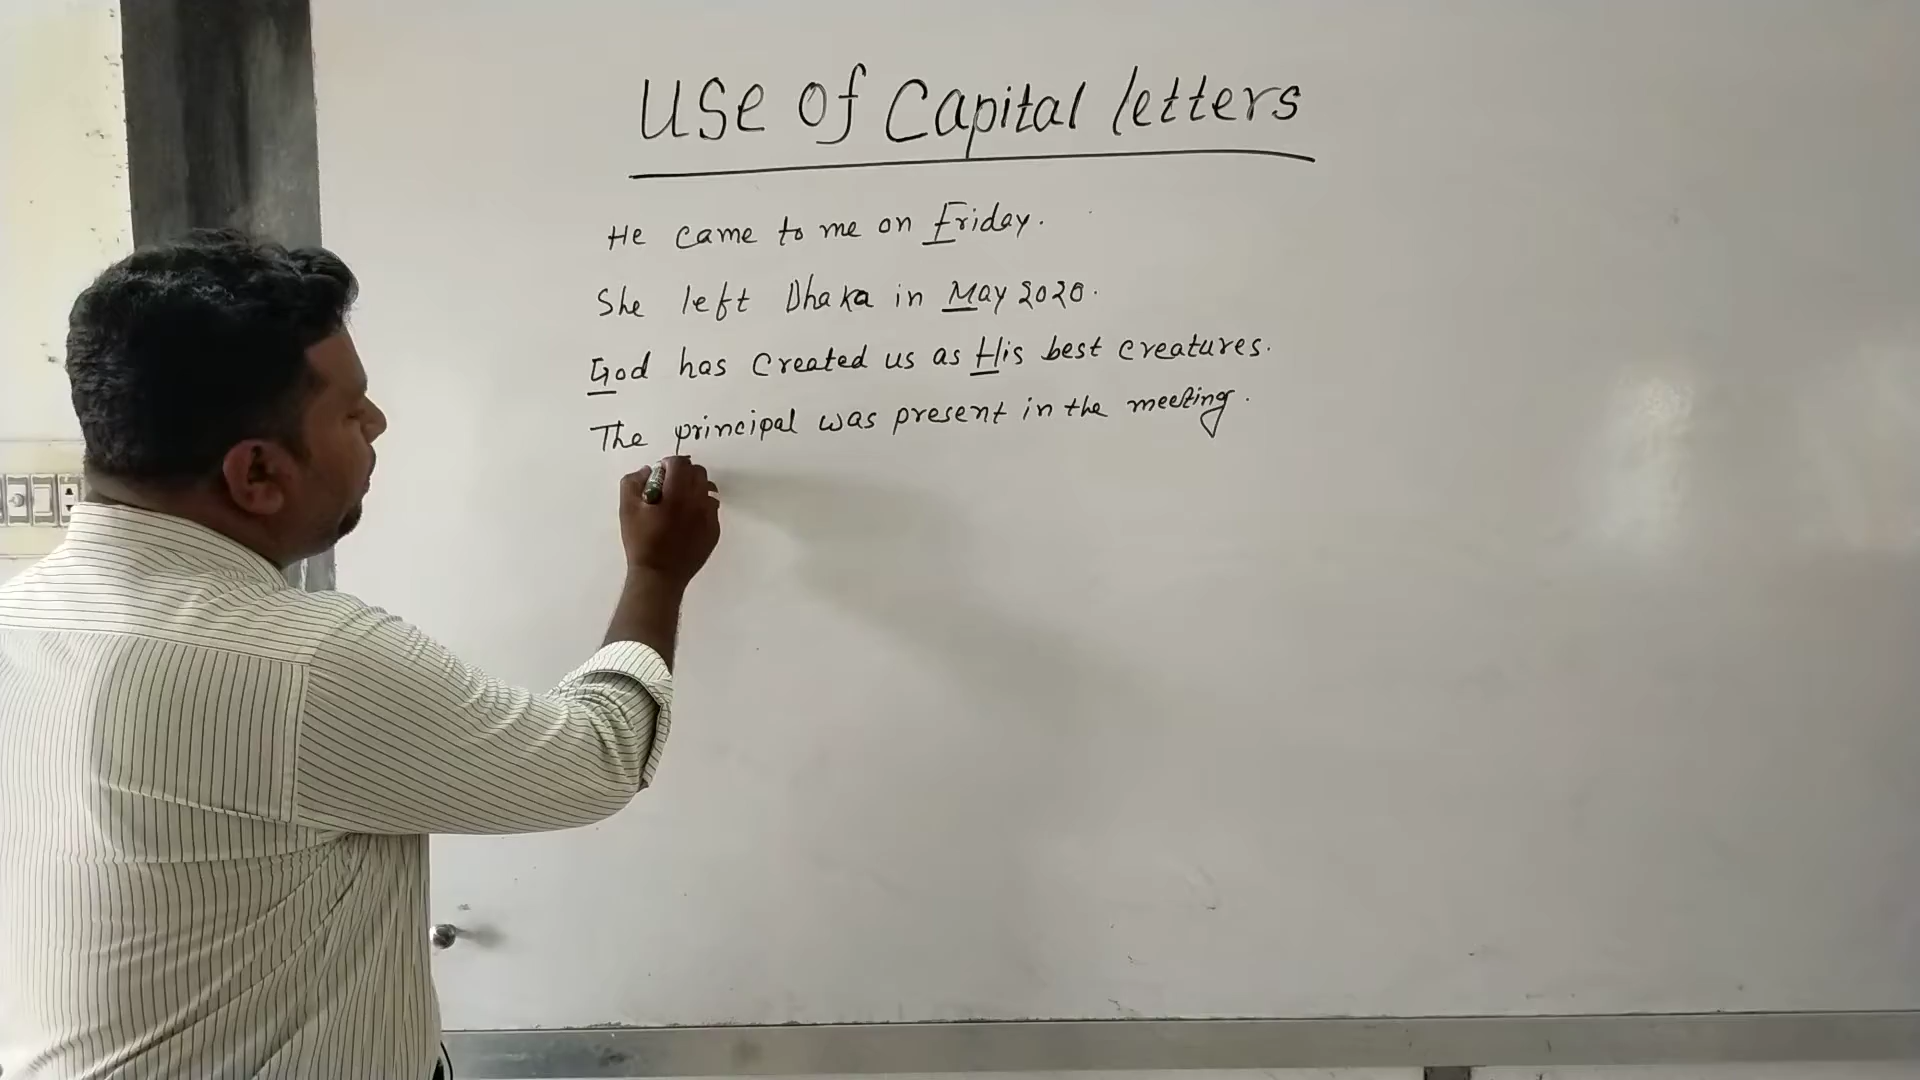 Use of Capital letters
He came to me on Friday.
She left Dhaka in May 2020.
God has created us as His best creatures.
The principal was present in the meeting.